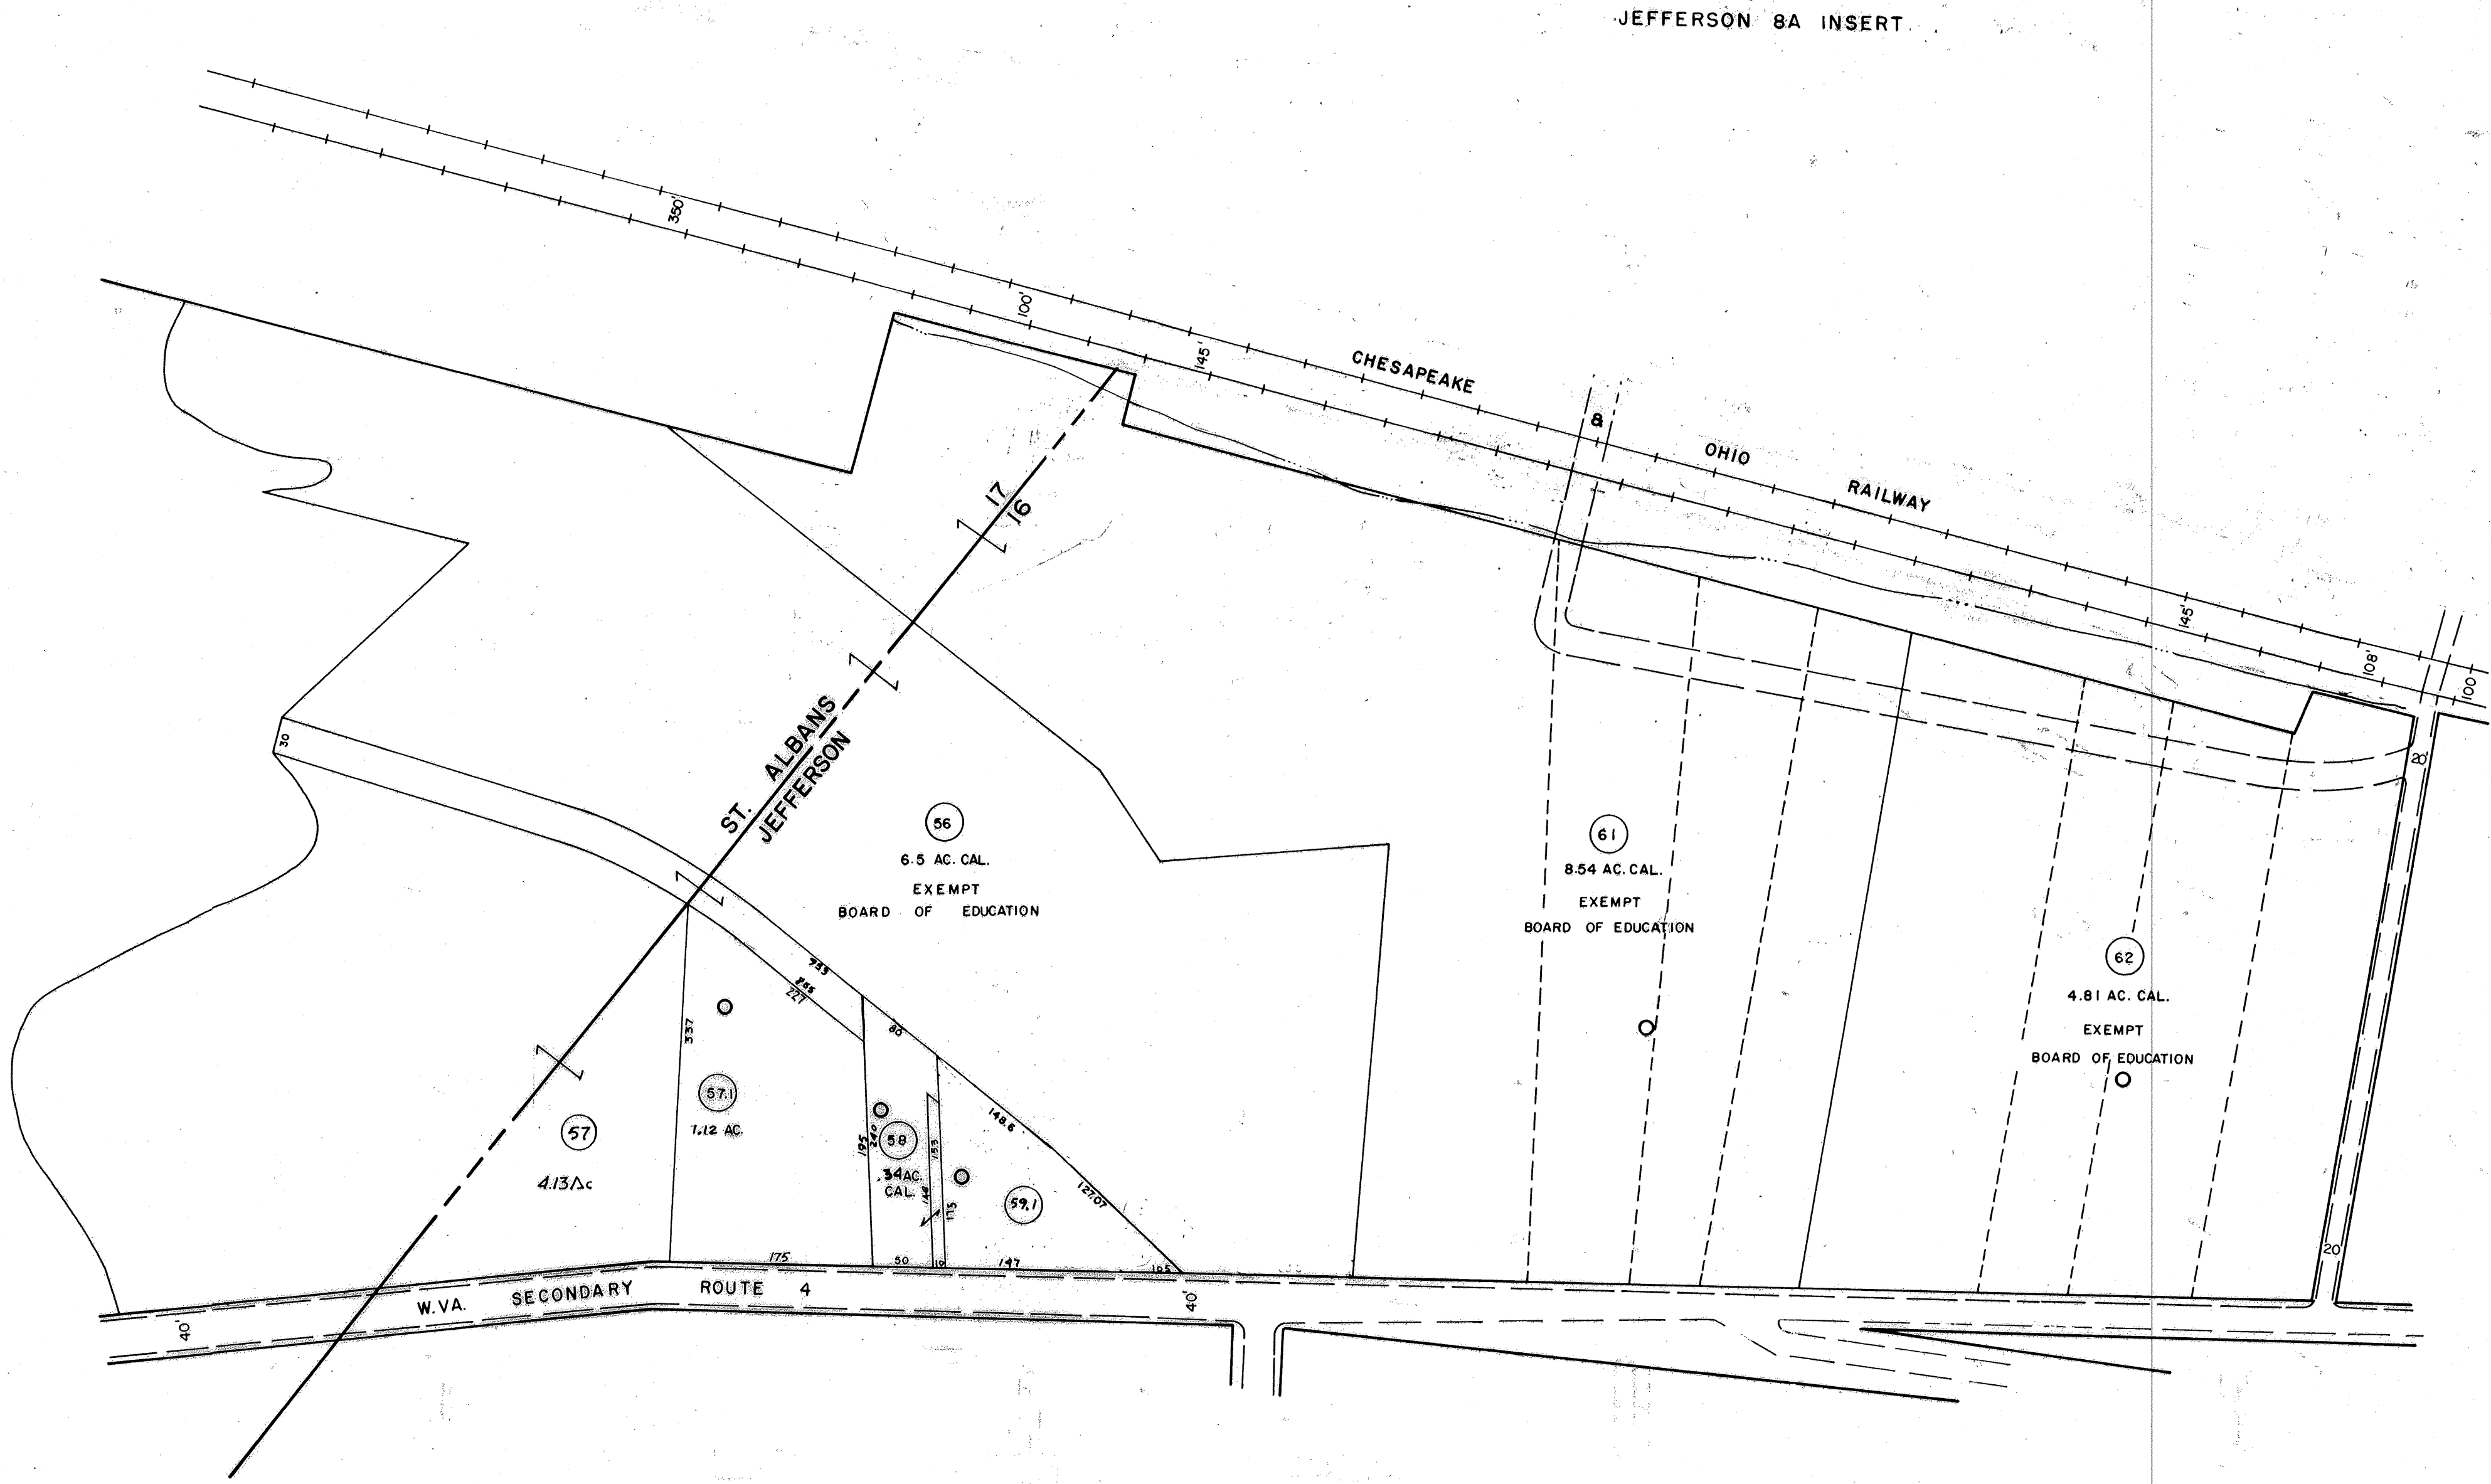 JEFFERSON 8A INSERT
350'
100'
145'
CHESAPEAKE
&
OHIO
RAILWAY
145'
108'
100
17
16
ST. ALBANS
JEFFERSON
30
20'
56
6.5 AC. CAL.
EXEMPT
BOARD OF EDUCATION
61
8.54 AC. CAL.
EXEMPT
BOARD OF EDUCATION
62
4.81 AC. CAL.
EXEMPT
BOARD OF EDUCATION
227
80
337
57.1
1.12 AC.
57
4.13 Ac
195
240
58
.34 AC.
CAL.
153
175
148.6
127.07
59.1
175
50
10
147
105
20'
W.VA. SECONDARY ROUTE 4
40'
40'